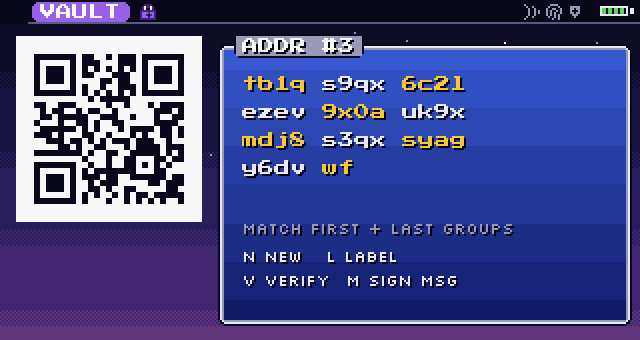 VAULT
ADDR #3
tb1q s9qx 6c2l
ezev 9x0a uk9x
mdj8 s3qx syag
y6dv wf
MATCH FIRST + LAST GROUPS
N NEW L LABEL
V VERIFY M SIGN MSG